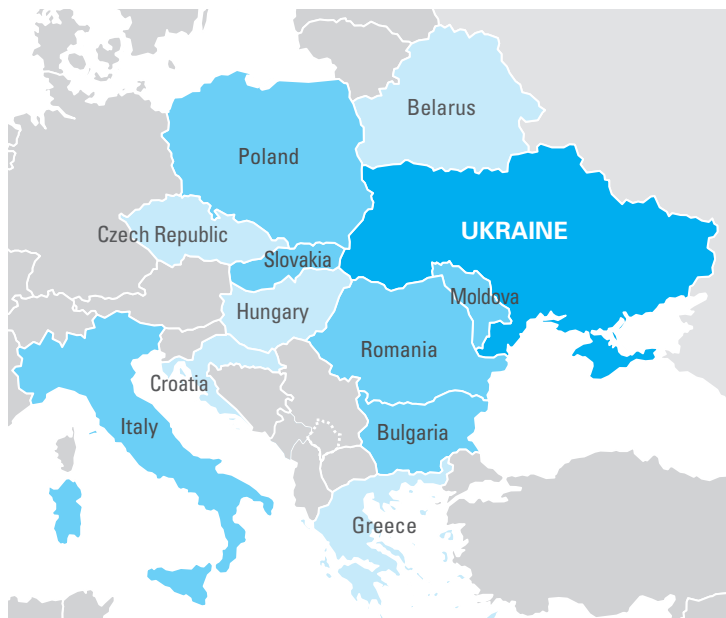 Belarus
Poland
UKRAINE
Czech Republic
Slovakia
Moldova
Hungary
Romania
Croatia
Italy
Bulgaria
Greece